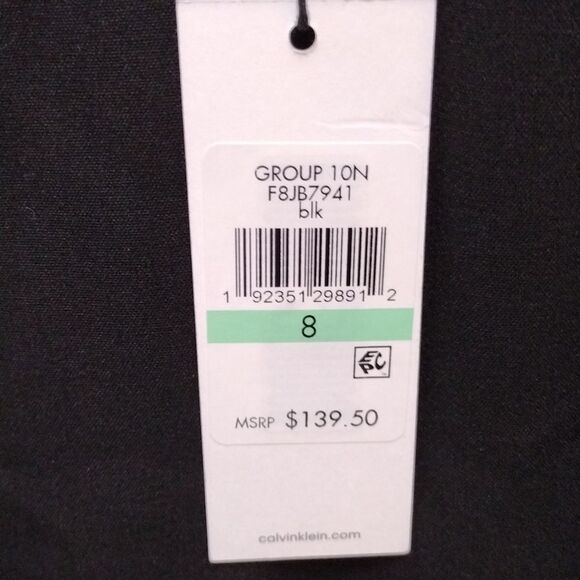 GROUP 10N
F8JB7941
blk
1 92351 29891 2
8
EPC
MSRP $139.50
calvinklein.com